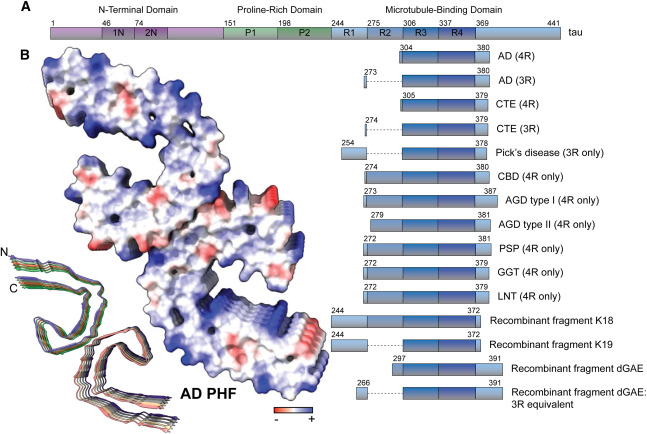 A
N-Terminal Domain Proline-Rich Domain Microtubule-Binding Domain
1 46 74 151 198 244 275 306 337 369 441
1N 2N P1 P2 R1 R2 R3 R4 tau
B
304 380 AD (4R)
273 380 AD (3R)
305 379 CTE (4R)
274 379 CTE (3R)
254 378 Pick's disease (3R only)
274 380 CBD (4R only)
273 387 AGD type I (4R only)
279 381 AGD type II (4R only)
272 381 PSP (4R only)
272 379 GGT (4R only)
272 379 LNT (4R only)
244 372 Recombinant fragment K18
244 372 Recombinant fragment K19
297 391 Recombinant fragment dGAE
266 391 Recombinant fragment dGAE:
3R equivalent
N
C
AD PHF
- +